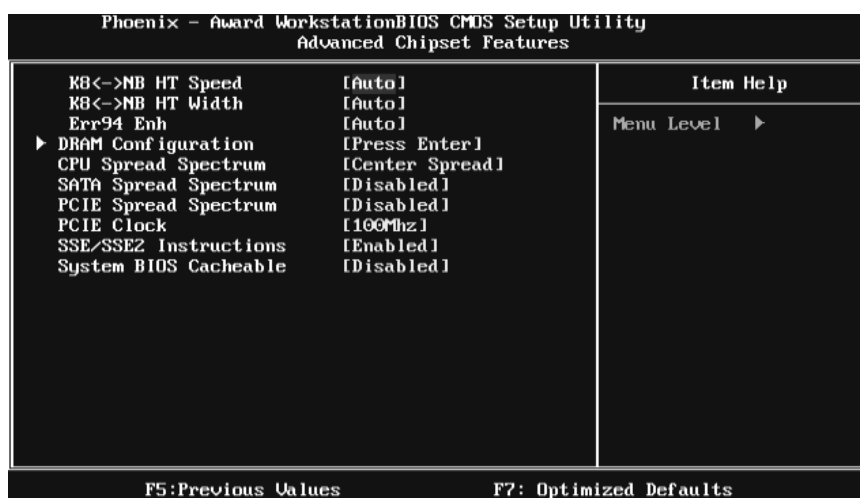 Phoenix - Award WorkstationBIOS CMOS Setup Utility
Advanced Chipset Features
K8<->NB HT Speed [Auto]
K8<->NB HT Width [Auto]
Err94 Enh [Auto]
DRAM Configuration [Press Enter]
CPU Spread Spectrum [Center Spread]
SATA Spread Spectrum [Disabled]
PCIE Spread Spectrum [Disabled]
PCIE Clock [100Mhz]
SSE/SSE2 Instructions [Enabled]
System BIOS Cacheable [Disabled]
Item Help
Menu Level
F5:Previous Values F7: Optimized Defaults